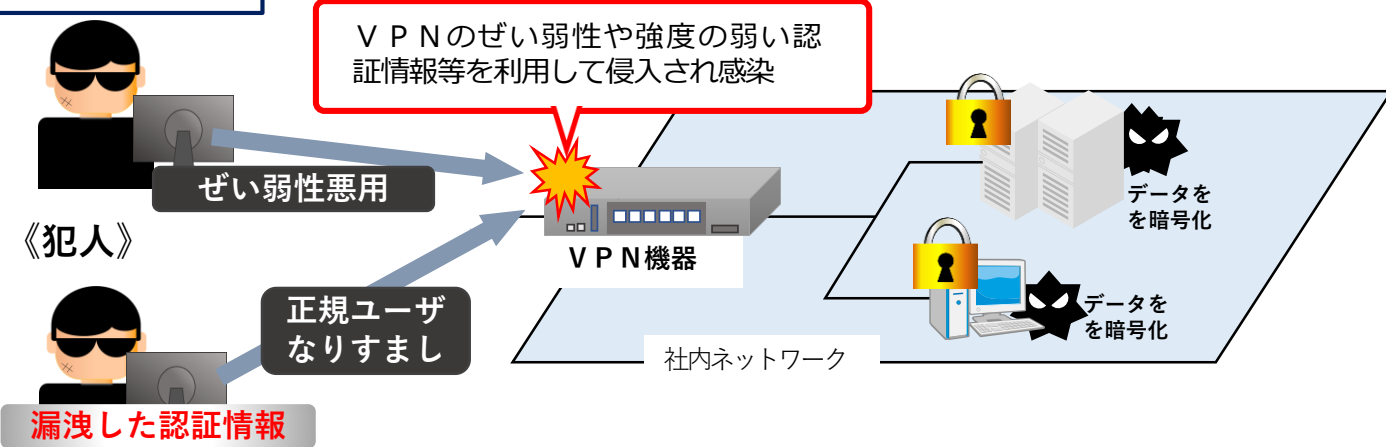 ＶＰＮのぜい弱性や強度の弱い認
証情報等を利用して侵入され感染
ぜい弱性悪用
《犯人》
ＶＰＮ機器
データを
を暗号化
正規ユーザ
なりすまし
データを
を暗号化
社内ネットワーク
漏洩した認証情報